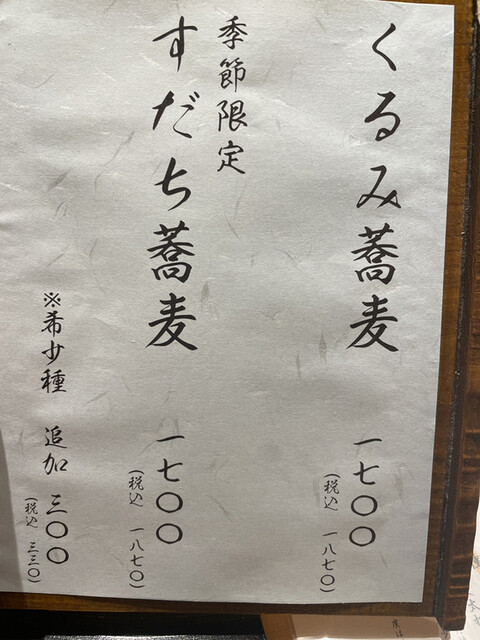 くるみ蕎麦 一七〇〇
(税込 一八七〇)
季節限定
すだち蕎麦 一七〇〇
(税込 一八七〇)
※希少種 追加 三〇〇
(税込 三三〇)